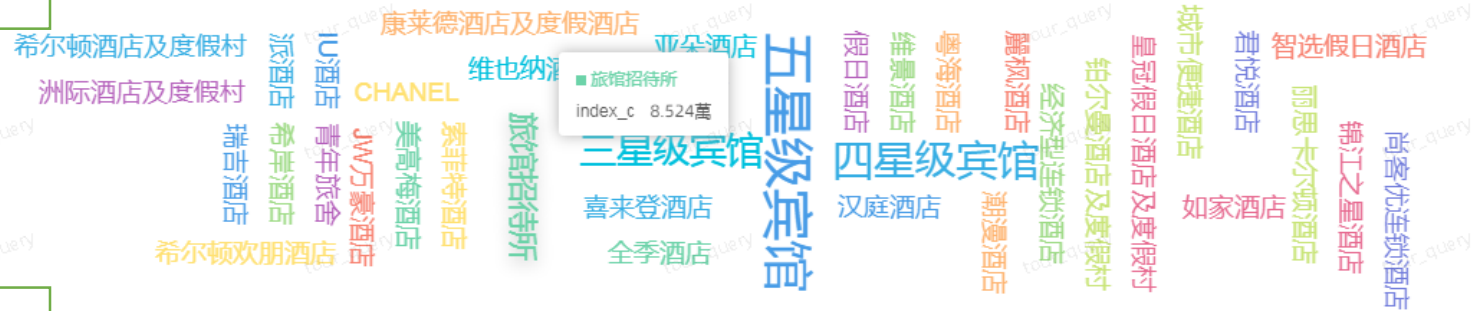 康莱德酒店及度假酒店
希尔顿酒店及度假村
派酒店
IU酒店
维也纳酒
亚朵酒店
洲际酒店及度假村
CHANEL
旅馆招待所
index_c 8.524萬
五星级宾馆
假日酒店
维景酒店
粤海酒店
麗枫酒店
经济型连锁酒店
铂尔曼酒店及度假村
皇冠假日酒店及度假村
城市便捷酒店
君悦酒店
智选假日酒店
丽思卡尔顿酒店
锦江之星酒店
尚客优连锁酒店
瑞吉酒店
希岸酒店
青年旅舍
JW万豪酒店
美高梅酒店
索菲特酒店
旅馆招待所
三星级宾馆
四星级宾馆
喜来登酒店
汉庭酒店
潮漫酒店
如家酒店
希尔顿欢朋酒店
全季酒店
tour_query